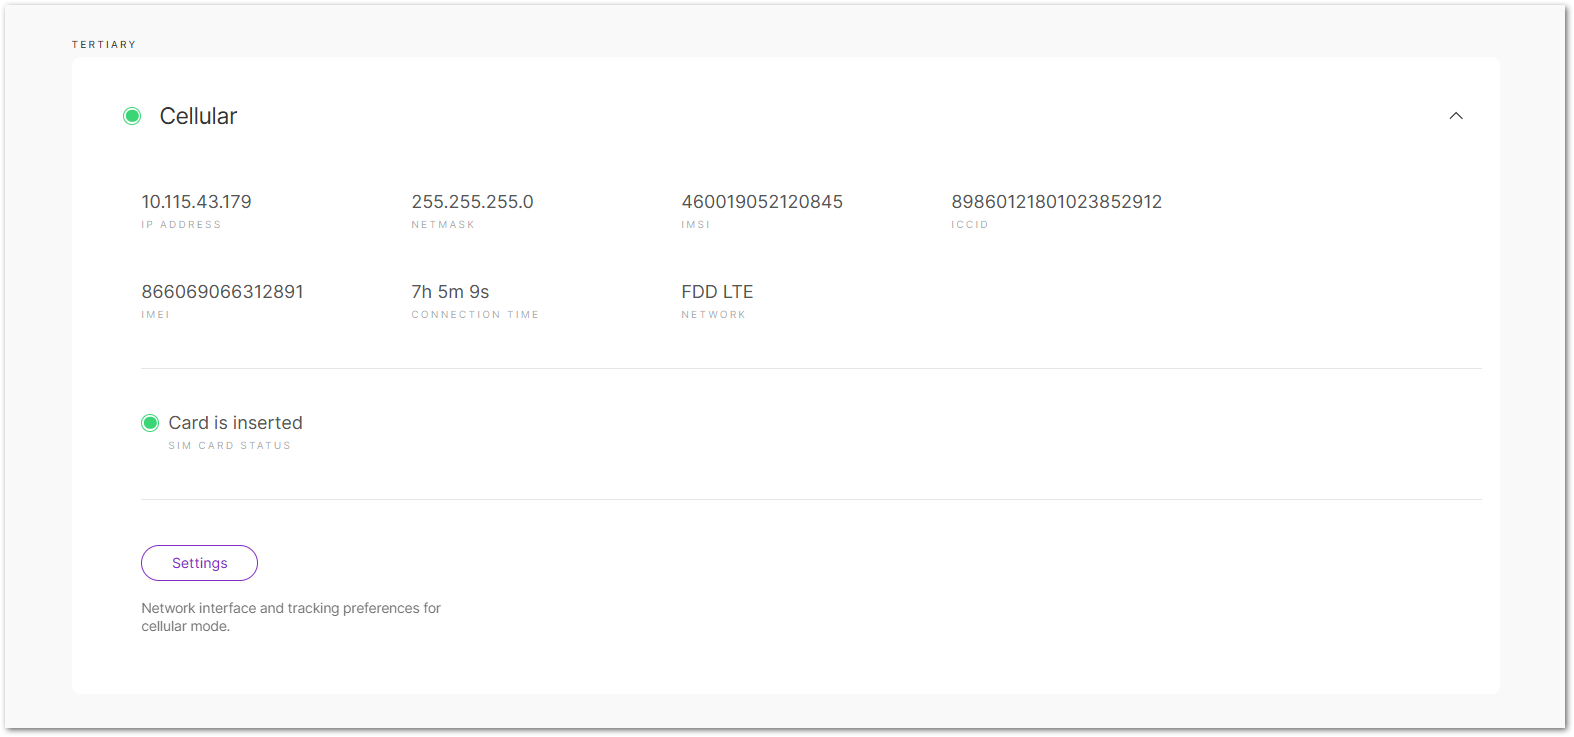 TERTIARY
Cellular
10.115.43.179 255.255.255.0 460019052120845 89860121801023852912
IP ADDRESS NETMASK IMSI ICCID
866069066312891 7h 5m 9s FDD LTE
IMEI CONNECTION TIME NETWORK
Card is inserted
SIM CARD STATUS
Settings
Network interface and tracking preferences for
cellular mode.